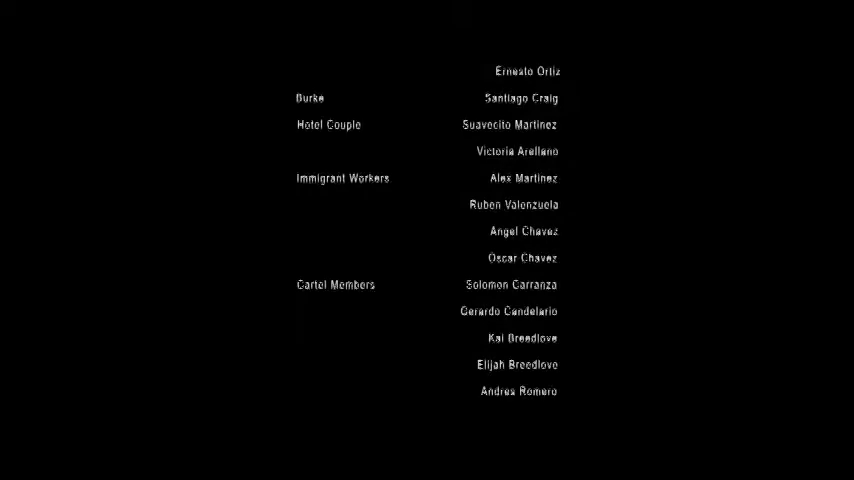 Ernesto Ortiz
Burke Santiago Craig
Hotel Couple Suavecito Martinez
Victoria Arellano
Immigrant Workers Alex Martinez
Ruben Valenzuela
Angel Chavez
Oscar Chavez
Cartel Members Solomon Carranza
Gerardo Candelario
Kai Breedlove
Elijah Breedlove
Andres Romero